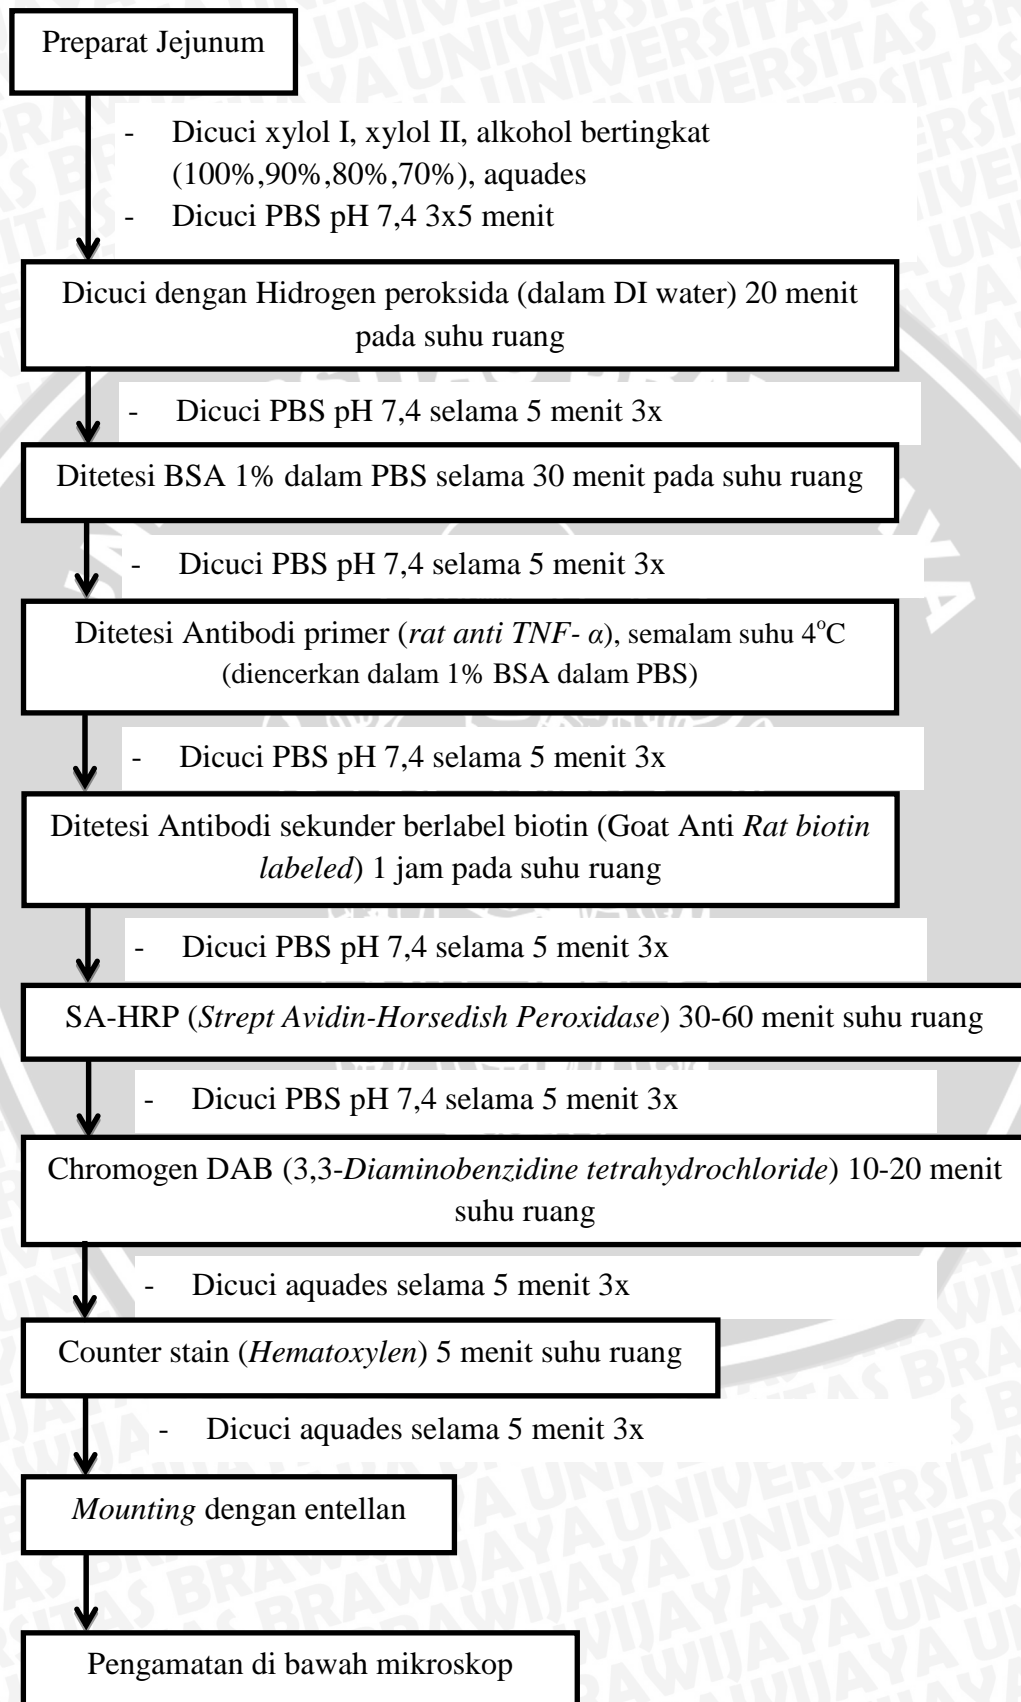 Preparat Jejunum
- Dicuci xylol I, xylol II, alkohol bertingkat
(100%,90%,80%,70%), aquades
- Dicuci PBS pH 7,4 3x5 menit
Dicuci dengan Hidrogen peroksida (dalam DI water) 20 menit
pada suhu ruang
- Dicuci PBS pH 7,4 selama 5 menit 3x
Ditetesi BSA 1% dalam PBS selama 30 menit pada suhu ruang
- Dicuci PBS pH 7,4 selama 5 menit 3x
Ditetesi Antibodi primer (rat anti TNF- α), semalam suhu 4°C
(diencerkan dalam 1% BSA dalam PBS)
- Dicuci PBS pH 7,4 selama 5 menit 3x
Ditetesi Antibodi sekunder berlabel biotin (Goat Anti Rat biotin
labeled) 1 jam pada suhu ruang
- Dicuci PBS pH 7,4 selama 5 menit 3x
SA-HRP (Strept Avidin-Horsedish Peroxidase) 30-60 menit suhu ruang
- Dicuci PBS pH 7,4 selama 5 menit 3x
Chromogen DAB (3,3-Diaminobenzidine tetrahydrochloride) 10-20 menit
suhu ruang
- Dicuci aquades selama 5 menit 3x
Counter stain (Hematoxylen) 5 menit suhu ruang
- Dicuci aquades selama 5 menit 3x
Mounting dengan entellan
Pengamatan di bawah mikroskop